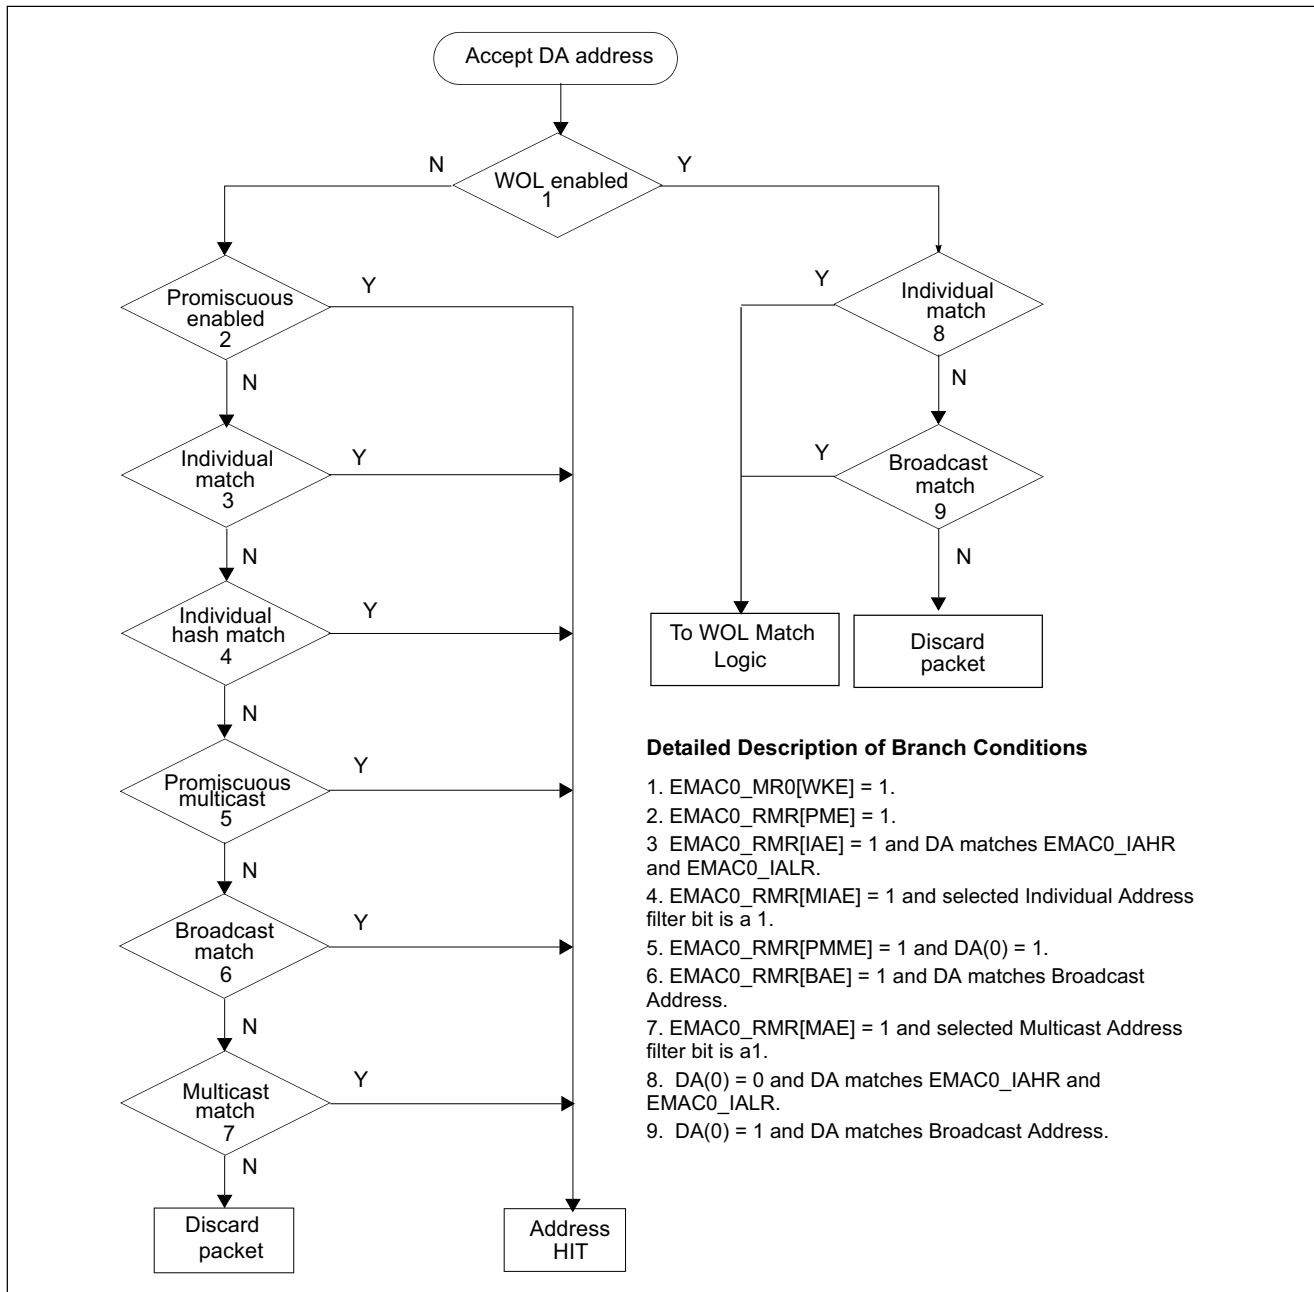 Accept DA address
N
Y
WOL enabled
1
Promiscuous
enabled
2
Y
N
Individual
match
3
Y
N
Individual
hash match
4
Y
N
Promiscuous
multicast
5
Y
N
Broadcast
match
6
Y
N
Multicast
match
7
Y
N
Discard
packet
Address
HIT
Y
Individual
match
8
N
Y
Broadcast
match
9
N
To WOL Match
Logic
Discard
packet
Detailed Description of Branch Conditions
1. EMAC0_MR0[WKE] = 1.
2. EMAC0_RMR[PME] = 1.
3 EMAC0_RMR[IAE] = 1 and DA matches EMAC0_IAHR
and EMAC0_IALR.
4. EMAC0_RMR[MIAE] = 1 and selected Individual Address
filter bit is a 1.
5. EMAC0_RMR[PMME] = 1 and DA(0) = 1.
6. EMAC0_RMR[BAE] = 1 and DA matches Broadcast
Address.
7. EMAC0_RMR[MAE] = 1 and selected Multicast Address
filter bit is a1.
8. DA(0) = 0 and DA matches EMAC0_IAHR and
EMAC0_IALR.
9. DA(0) = 1 and DA matches Broadcast Address.